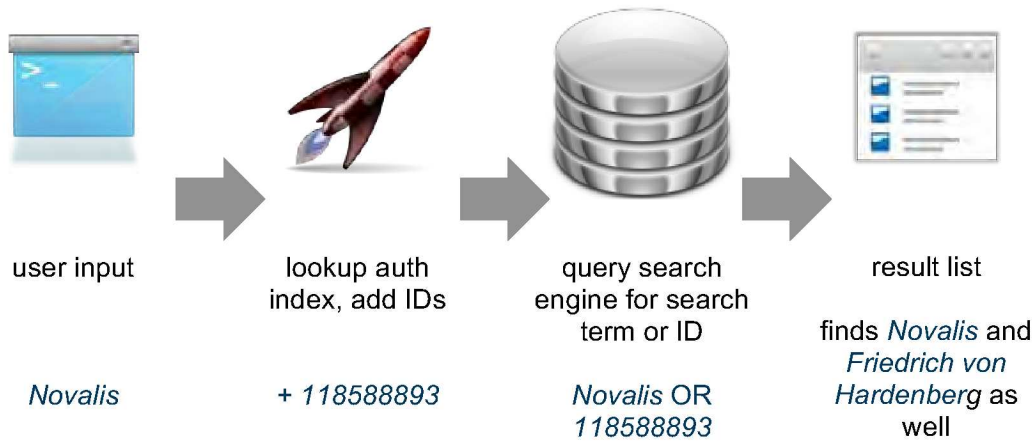 >_
user input
lookup auth
index, add IDs
query search
engine for search
term or ID
result list
Novalis
+ 118588893
Novalis OR
118588893
finds Novalis and
Friedrich von
Hardenberg as
well